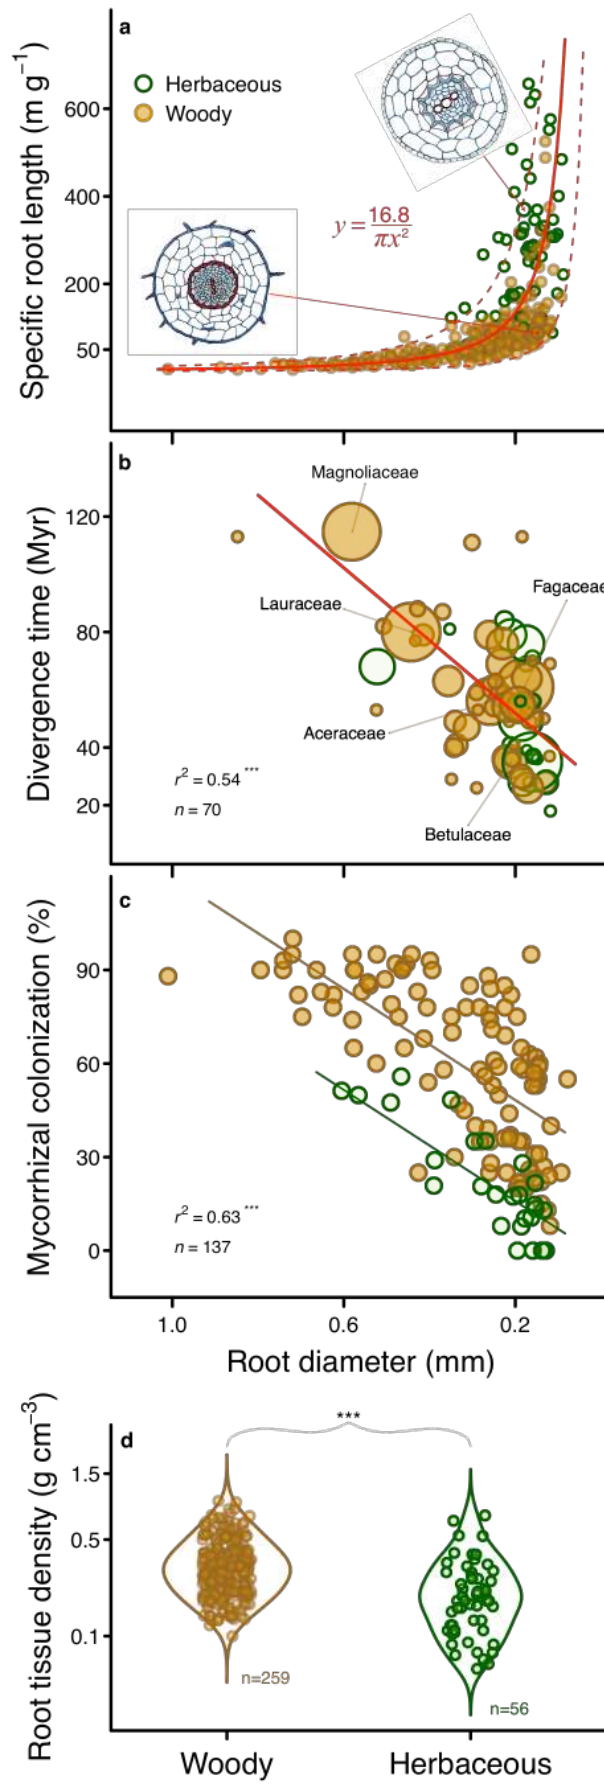 a
Herbaceous
Woody
Specific root length (m g⁻¹)
600
400
200
50
y = 16.8 / πx²
b
Magnoliaceae
Lauraceae
Fagaceae
Aceraceae
Betulaceae
Divergence time (Myr)
120
80
40
20
r² = 0.54 ***
n = 70
c
Mycorrhizal colonization (%)
90
60
30
0
r² = 0.63 ***
n = 137
1.0 0.6 0.2
Root diameter (mm)
d
***
Root tissue density (g cm⁻³)
1.5
0.5
0.1
n=259
n=56
Woody Herbaceous